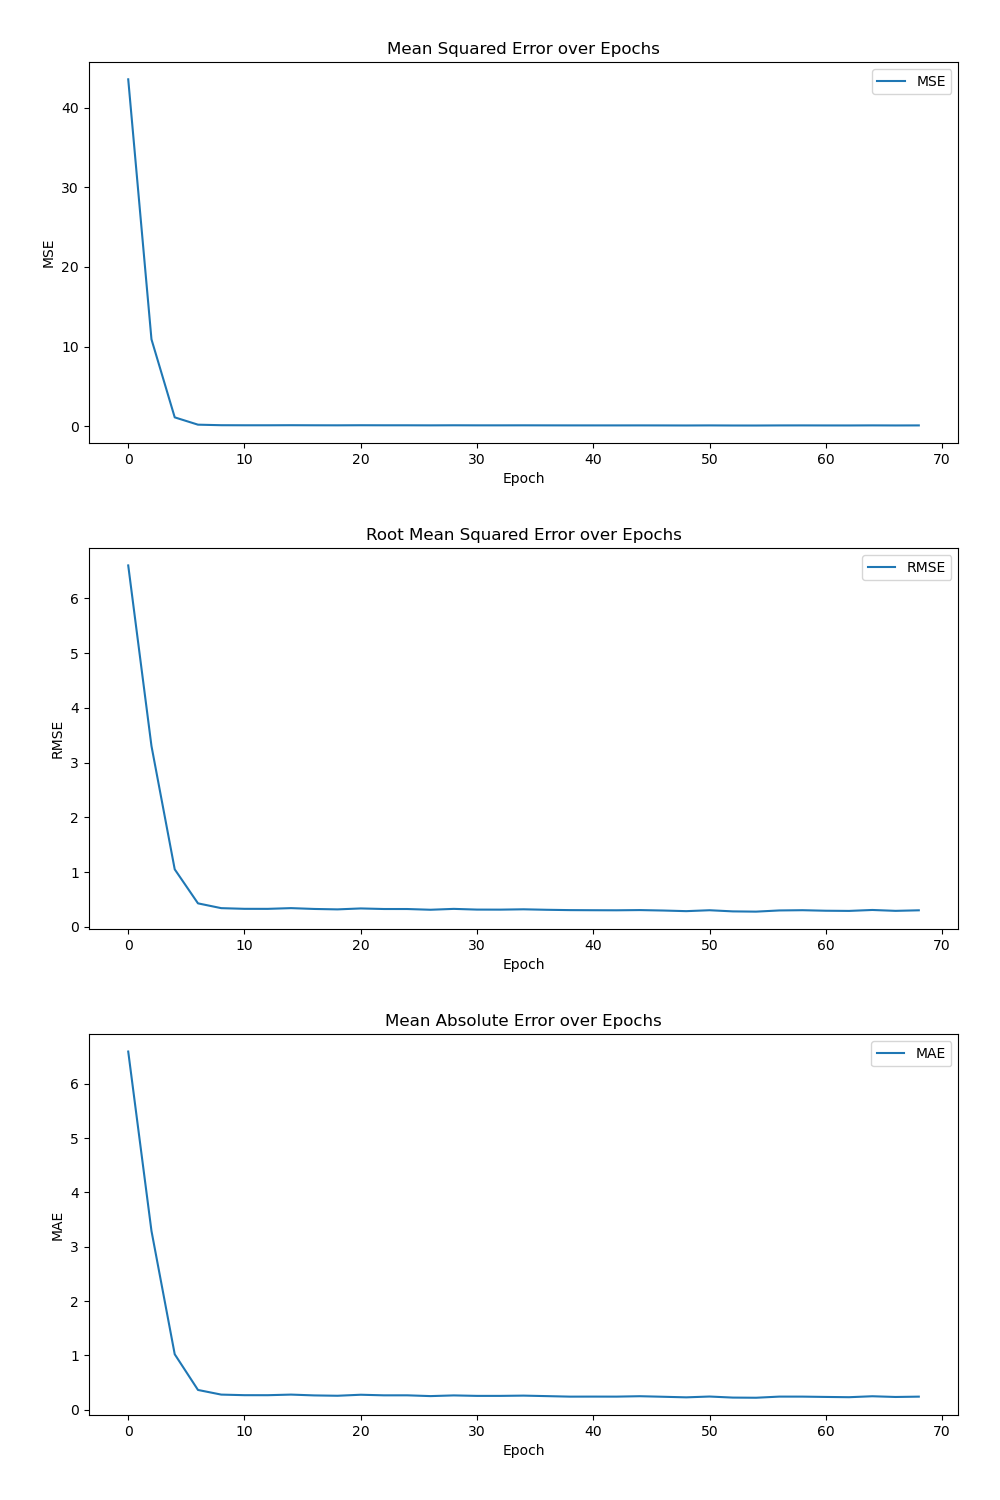 Mean Squared Error over Epochs
MSE
40
30
20
10
0
MSE
0 10 20 30 40 50 60 70
Epoch
Root Mean Squared Error over Epochs
RMSE
6
5
4
3
2
1
0
RMSE
0 10 20 30 40 50 60 70
Epoch
Mean Absolute Error over Epochs
MAE
6
5
4
3
2
1
0
MAE
0 10 20 30 40 50 60 70
Epoch